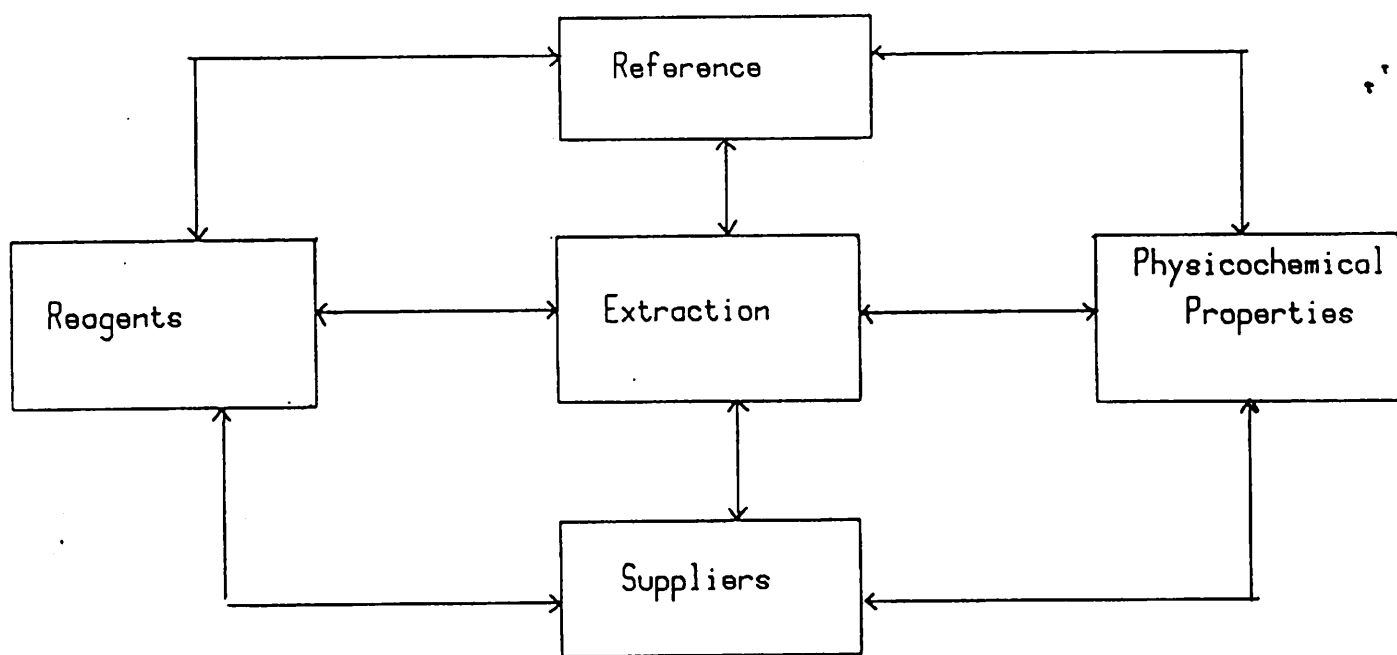 Reference
Reagents
Extraction
Physicochemical
Properties
Suppliers